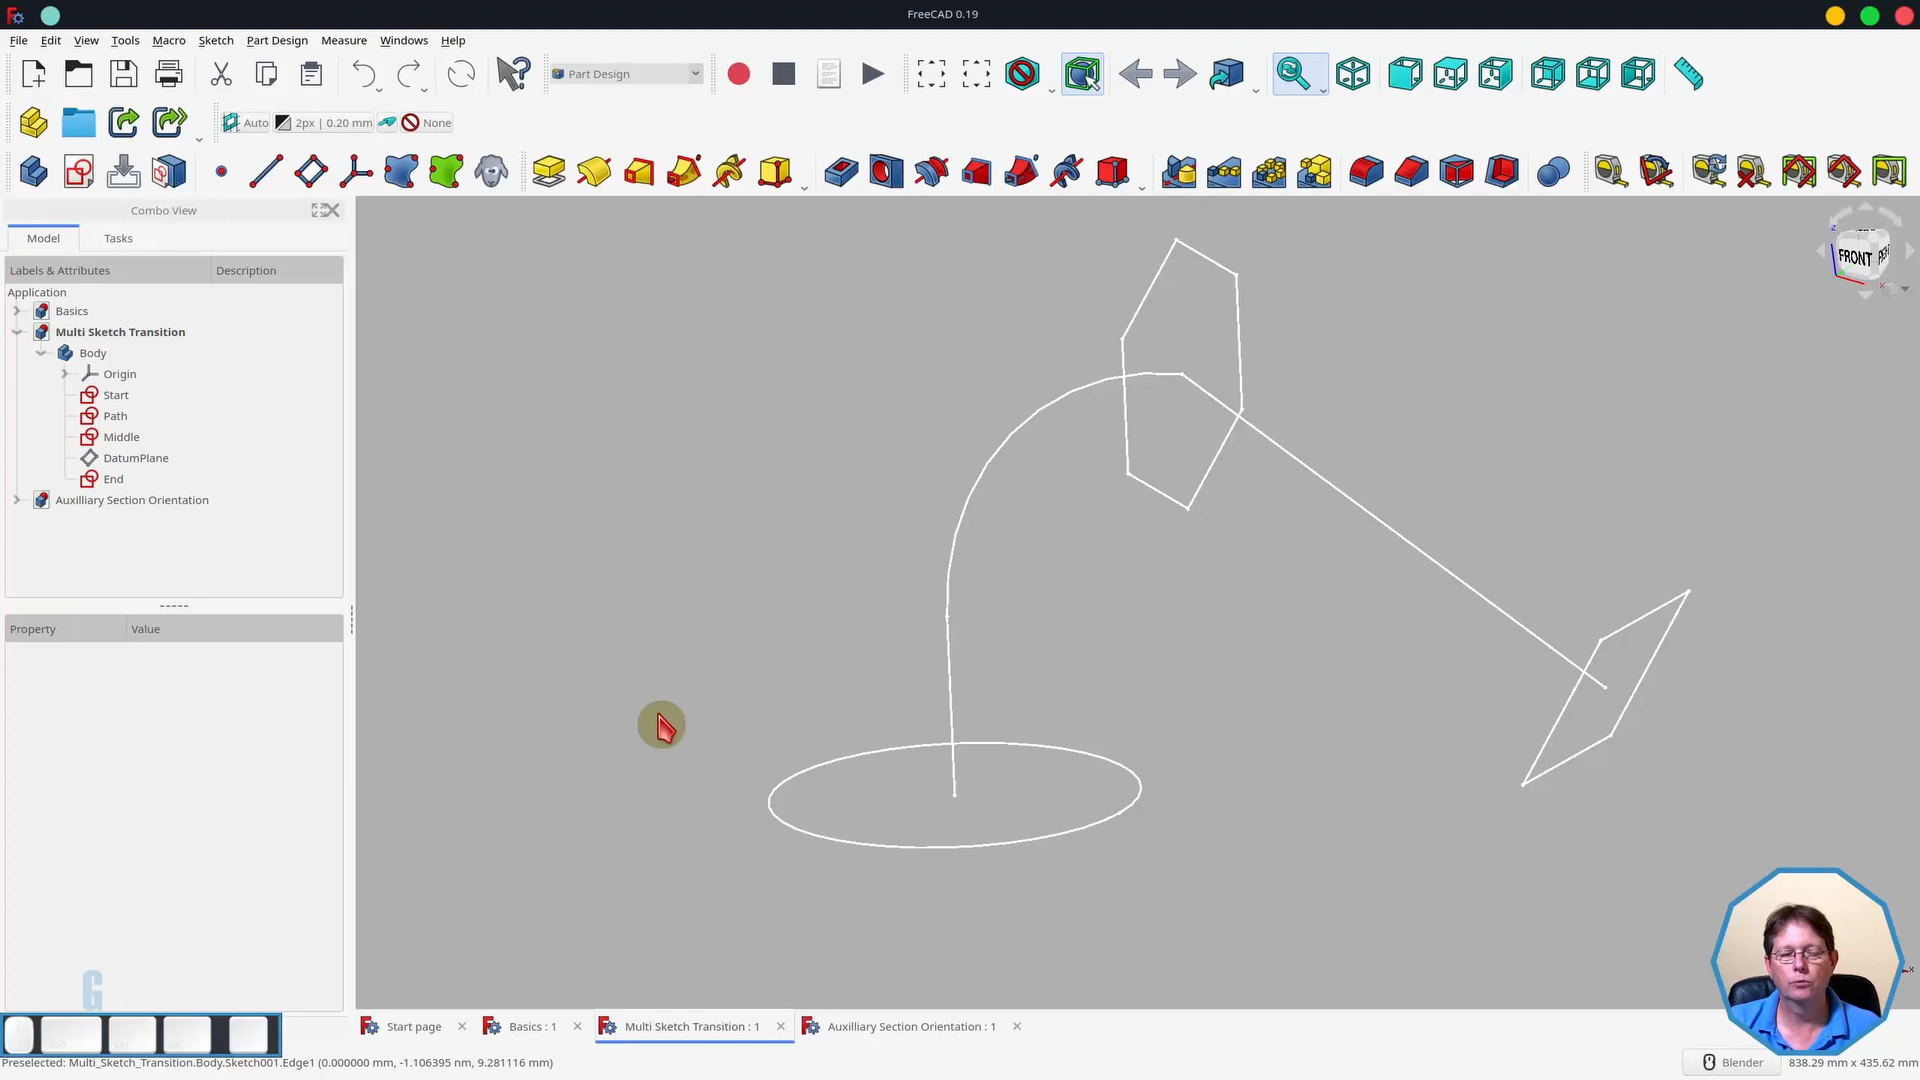 FreeCAD 0.19
File Edit View Tools Macro Sketch Part Design Measure Windows Help
Part Design
Auto 2px | 0.20 mm None
Combo View
Model Tasks
Labels & Attributes Description
Application
Basics
Multi Sketch Transition
Body
Origin
Start
Path
Middle
DatumPlane
End
Auxilliary Section Orientation
Property Value
FRONT
G
Start page Basics : 1 Multi Sketch Transition : 1 Auxilliary Section Orientation : 1
Preselected: Multi_Sketch_Transition.Body.Sketch001.Edge1 (0.000000 mm, -1.106395 nm, 9.281116 mm)
Blender 838.29 mm x 435.62 mm